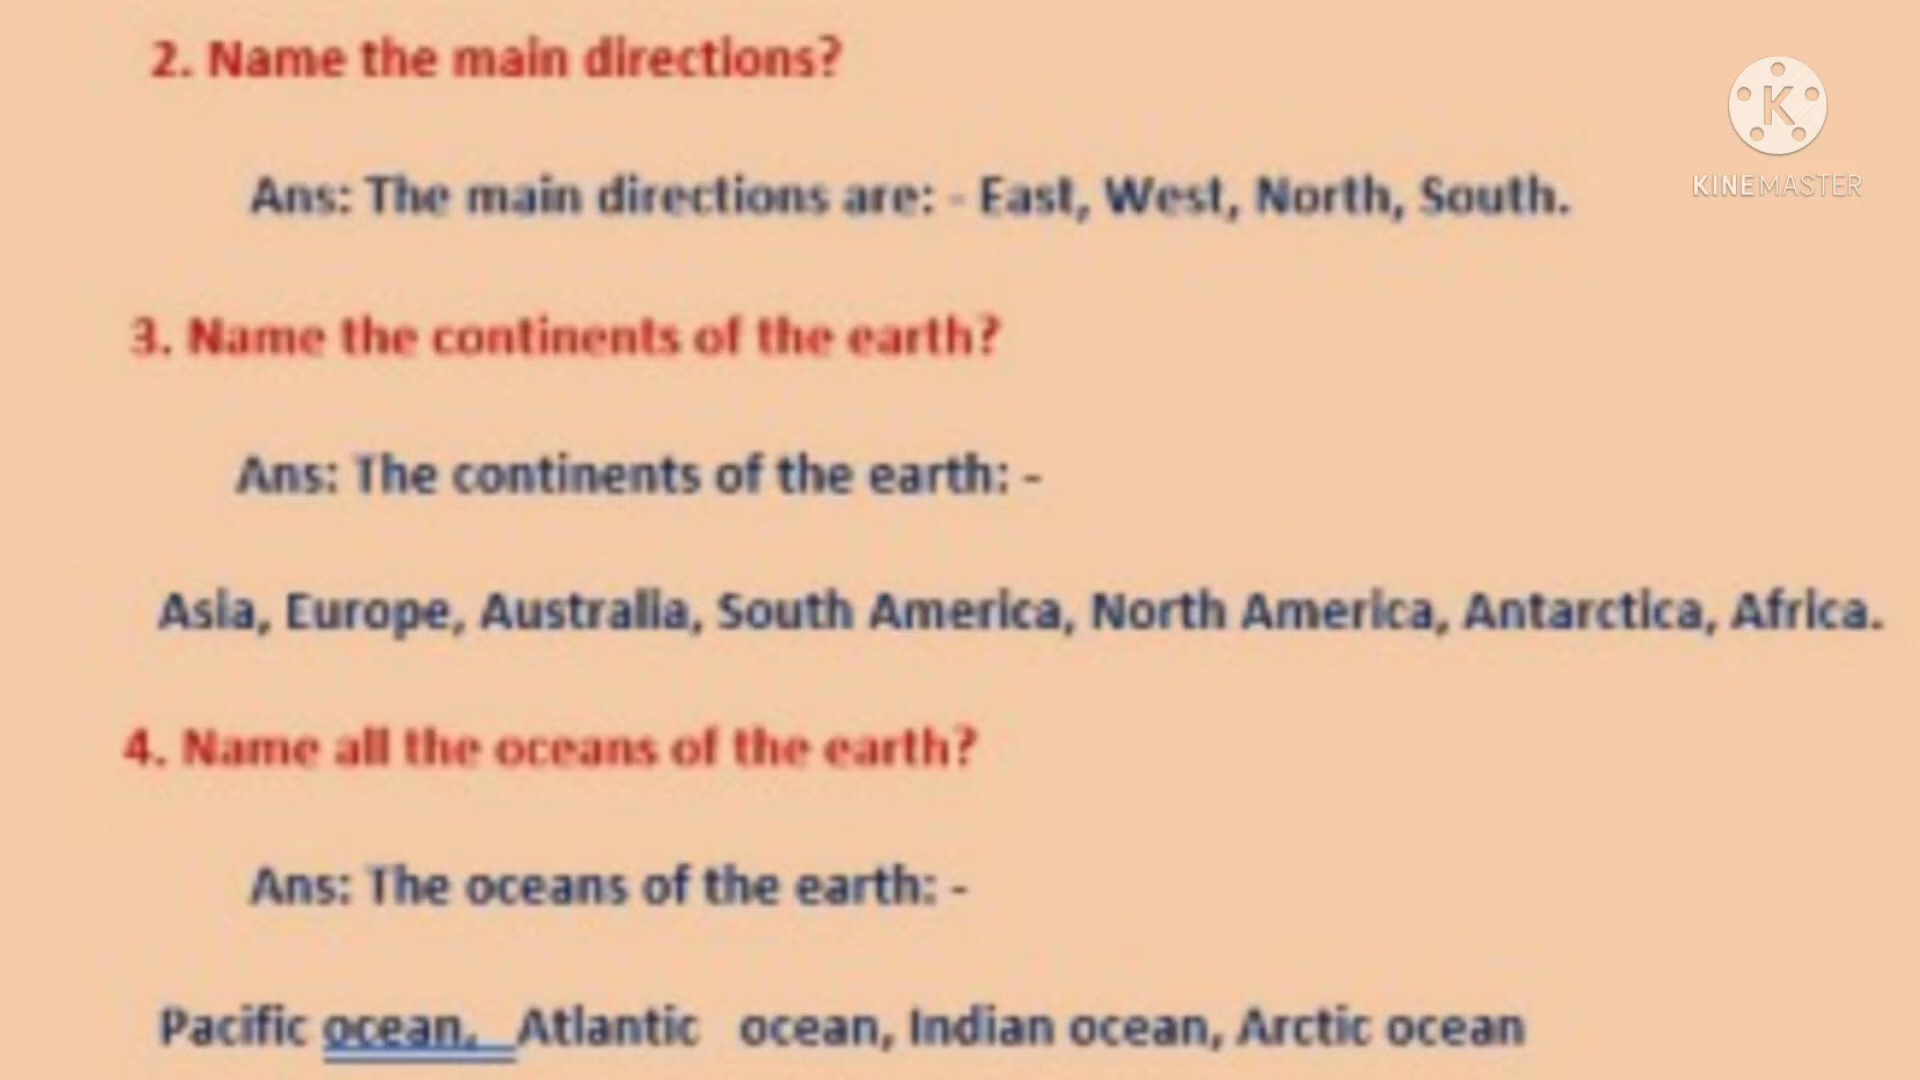 2. Name the main directions?
KINEMASTER
Ans: The main directions are: - East, West, North, South.
3. Name the continents of the earth?
Ans: The continents of the earth: -
Asia, Europe, Australia, South America, North America, Antarctica, Africa.
4. Name all the oceans of the earth?
Ans: The oceans of the earth: -
Pacific ocean, Atlantic ocean, Indian ocean, Arctic ocean